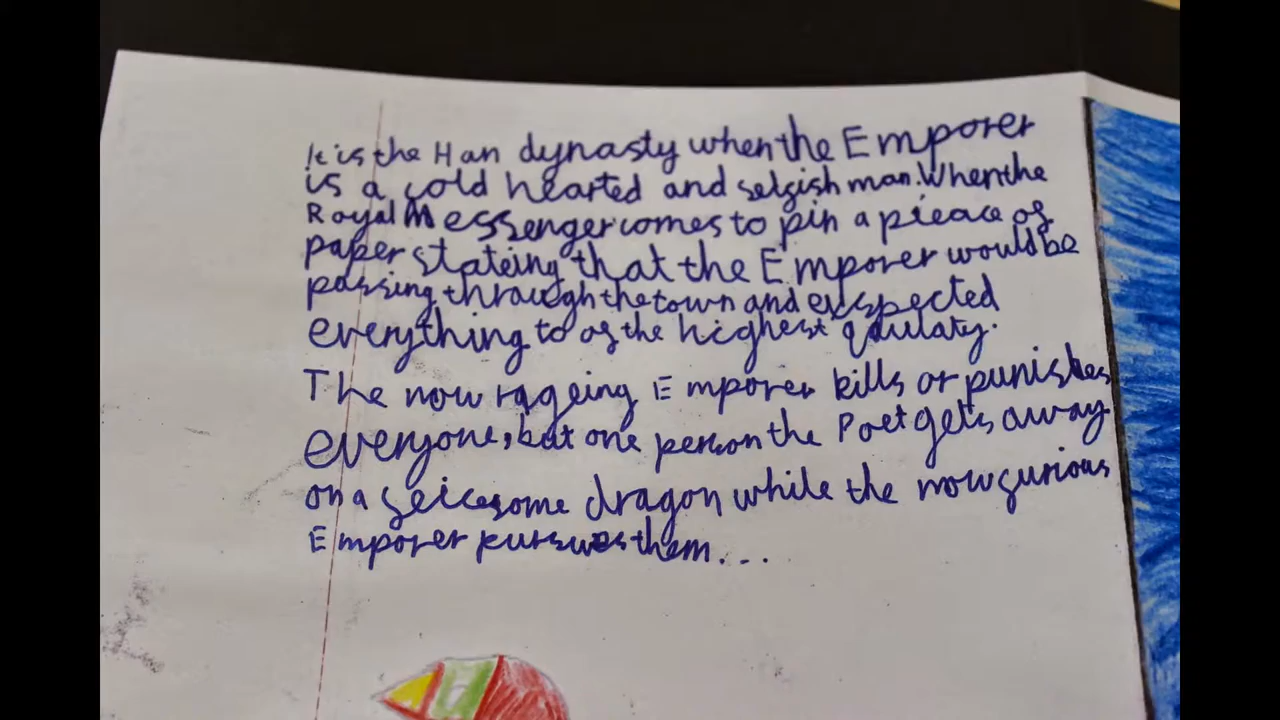 It is the Han dynasty when the Emporer
is a cold hearted and selfish man. When the
Royal Messenger comes to pin a pieace of
paper stateing that the Emporer would be
passing through the town and exspected
everything to of the highest qaulaty.
The now rageing Emporer kills or punishes
everyone, but one person the Poet gets away
on a feicesome dragon while the now furious
Emporer pursues them...